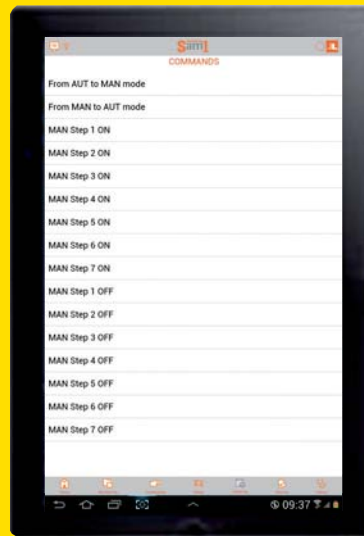 Sam1
COMMANDS
From AUT to MAN mode
From MAN to AUT mode
MAN Step 1 ON
MAN Step 2 ON
MAN Step 3 ON
MAN Step 4 ON
MAN Step 5 ON
MAN Step 6 ON
MAN Step 7 ON
MAN Step 1 OFF
MAN Step 2 OFF
MAN Step 3 OFF
MAN Step 4 OFF
MAN Step 5 OFF
MAN Step 6 OFF
MAN Step 7 OFF
09:37